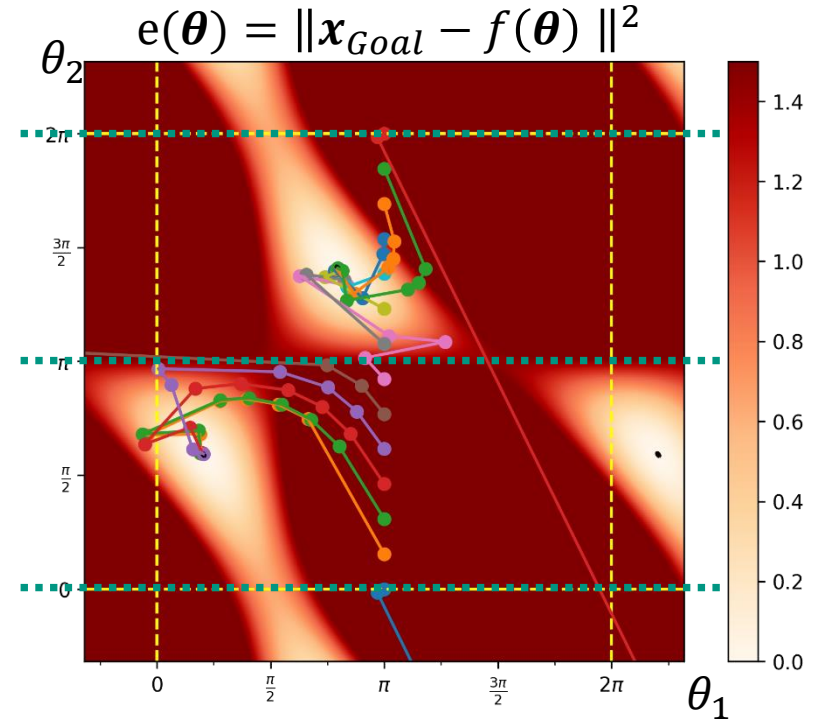 e(𝜽) = ‖𝒙_Goal − f(𝜽) ‖²
θ₂
2π
3π/2
π
π/2
0
0
π/2
π
3π/2
2π
θ₁
1.4
1.2
1.0
0.8
0.6
0.4
0.2
0.0